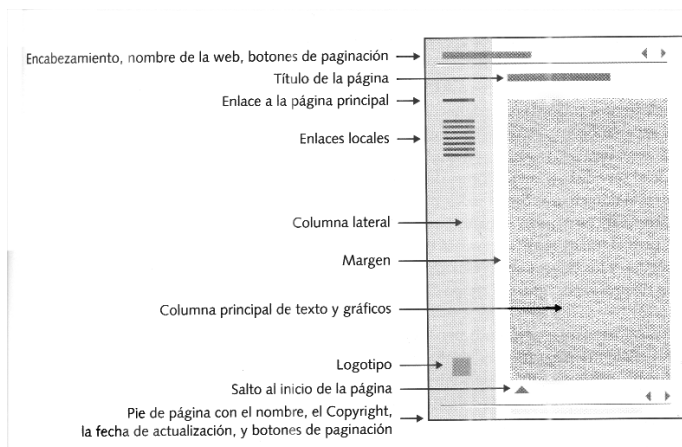 Encabezamiento, nombre de la web, botones de paginación
Título de la página
Enlace a la página principal
Enlaces locales
Columna lateral
Margen
Columna principal de texto y gráficos
Logotipo
Salto al inicio de la página
Pie de página con el nombre, el Copyright,
la fecha de actualización, y botones de paginación